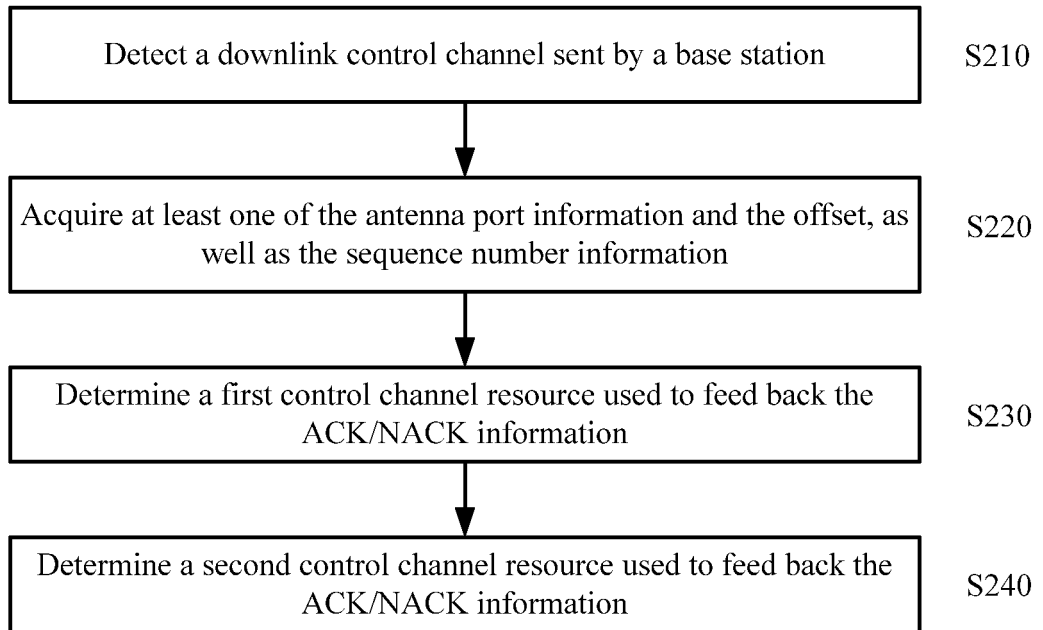 Detect a downlink control channel sent by a base station
S210
Acquire at least one of the antenna port information and the offset, as
well as the sequence number information
S220
Determine a first control channel resource used to feed back the
ACK/NACK information
S230
Determine a second control channel resource used to feed back the
ACK/NACK information
S240